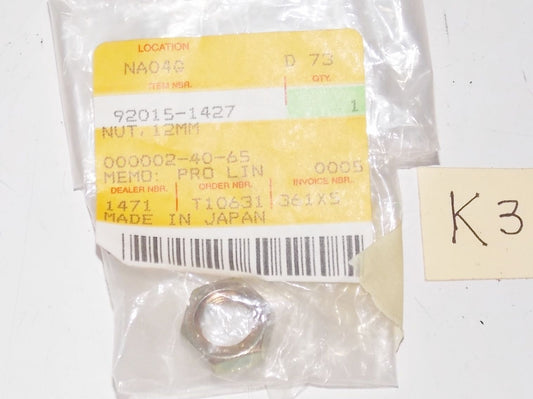 LOCATION
NA040 D 73
ITEM NBR. QTY.
92015-1427 1
NUT, 12MM
000002-40-65
MEMO: PRO LIN 0005
DEALER NBR. ORDER NBR. INVOICE NBR.
1471 T10631 361XS
MADE IN JAPAN
K3